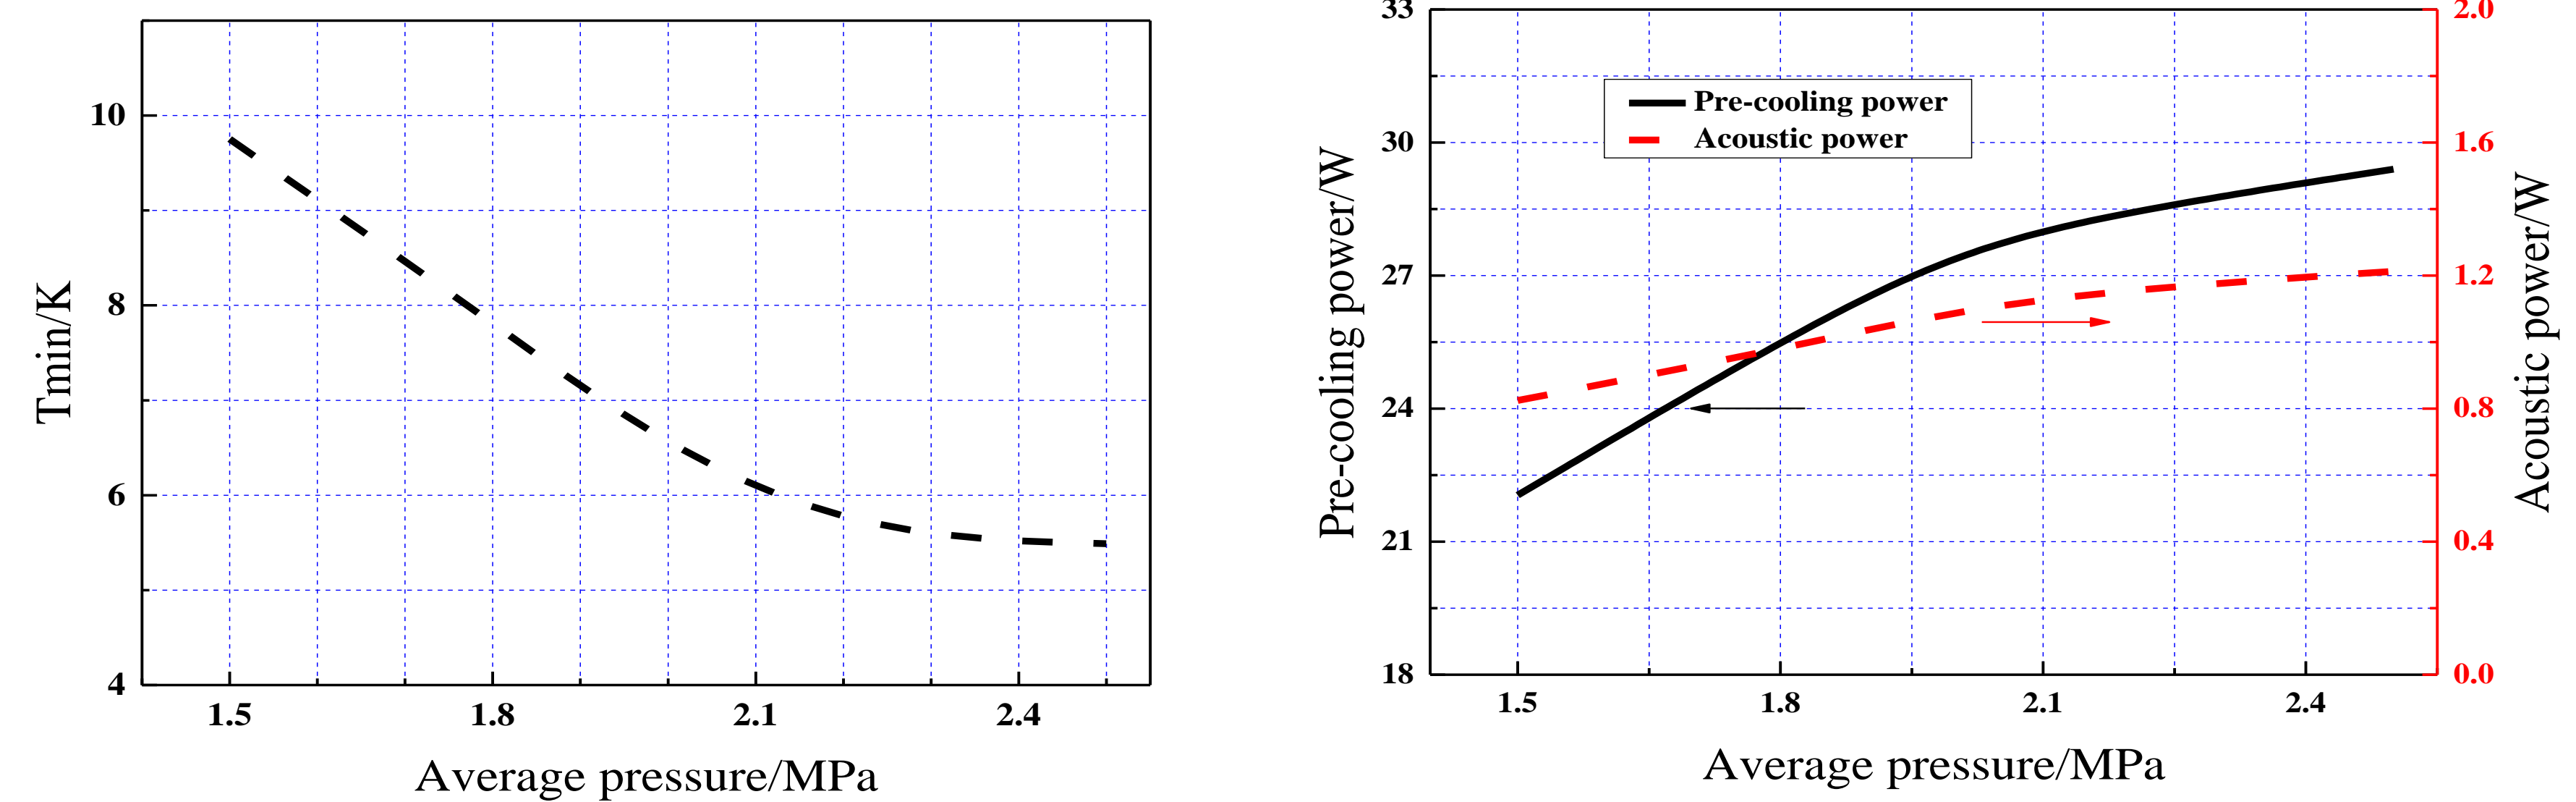 10
8
6
4
Tmin/K
1.5 1.8 2.1 2.4
Average pressure/MPa
33
30
27
24
21
18
Pre-cooling power/W
Pre-cooling power
Acoustic power
2.0
1.6
1.2
0.8
0.4
0.0
Acoustic power/W
1.5 1.8 2.1 2.4
Average pressure/MPa